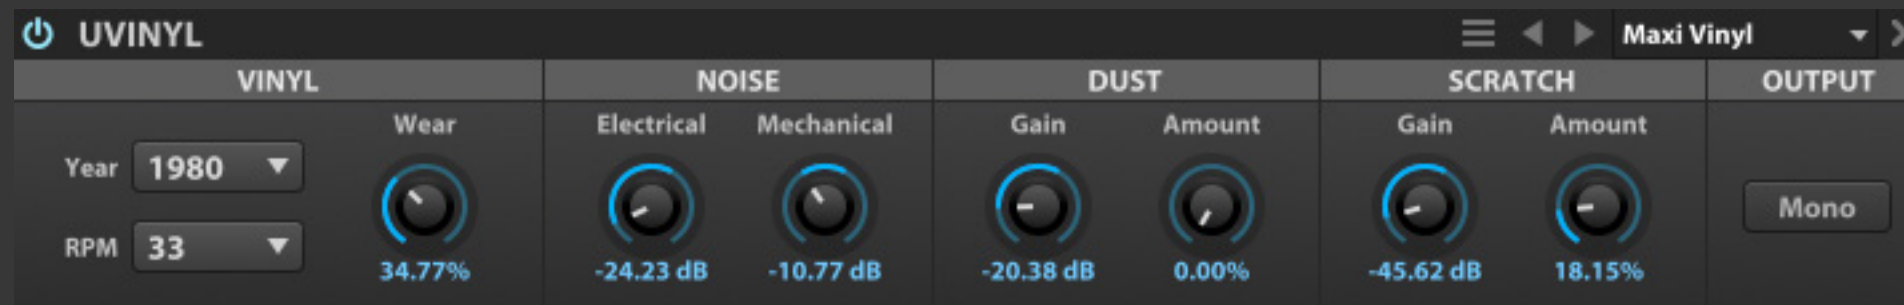 UVINYL
Maxi Vinyl
VINYL NOISE DUST SCRATCH OUTPUT
Wear Electrical Mechanical Gain Amount Gain Amount
Year 1980
Mono
RPM 33
34.77% -24.23 dB -10.77 dB -20.38 dB 0.00% -45.62 dB 18.15%